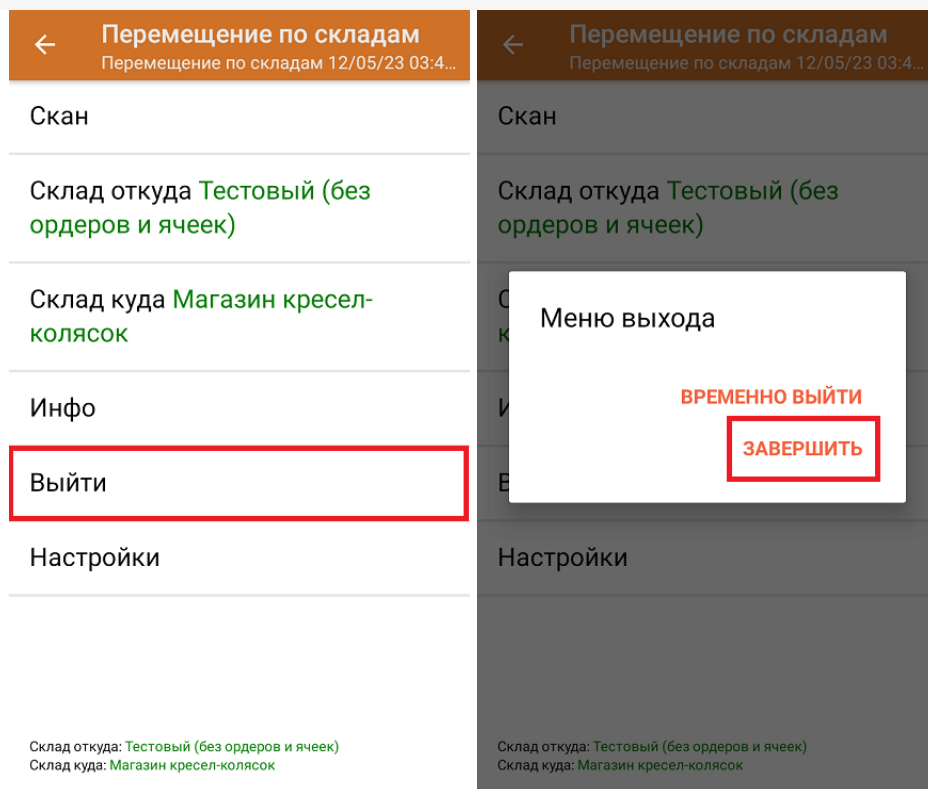 Перемещение по складам
Перемещение по складам 12/05/23 03:4...
Скан
Склад откуда Тестовый (без
ордеров и ячеек)
Склад куда Магазин кресел-
колясок
Инфо
Выйти
Настройки
Склад откуда: Тестовый (без ордеров и ячеек)
Склад куда: Магазин кресел-колясок
Перемещение по складам
Перемещение по складам 12/05/23 03:4...
Скан
Склад откуда Тестовый (без
ордеров и ячеек)
Меню выхода
ВРЕМЕННО ВЫЙТИ
ЗАВЕРШИТЬ
Настройки
Склад откуда: Тестовый (без ордеров и ячеек)
Склад куда: Магазин кресел-колясок